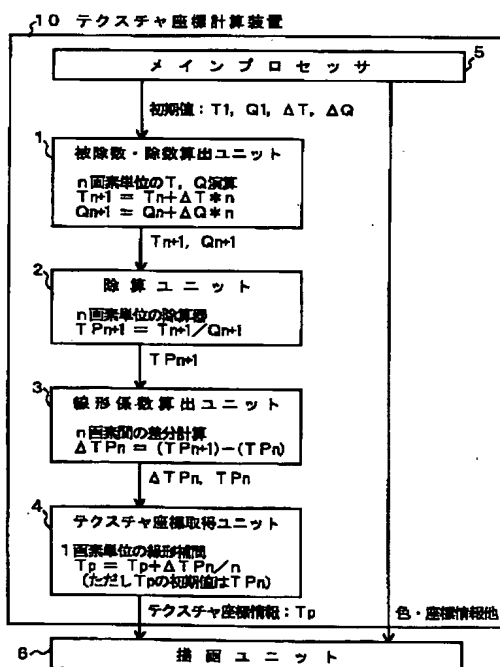 10 テクスチャ座標計算装置
メインプロセッサ
5
初期値：T1, Q1, ΔT, ΔQ
1
被除数・除数算出ユニット
n画素単位のT, Q演算
Tn+1 = Tn+ΔT*n
Qn+1 = Qn+ΔQ*n
Tn+1, Qn+1
2
除算ユニット
n画素単位の除算器
TPn+1 = Tn+1/Qn+1
TPn+1
3
線形係数算出ユニット
n画素間の差分計算
ΔTPn = (TPn+1)-(TPn)
ΔTPn, TPn
4
テクスチャ座標取得ユニット
1画素単位の線形補間
Tp = Tp+ΔTPn/n
(ただしTpの初期値はTPn)
テクスチャ座標情報：Tp
色・座標情報他
6
描画ユニット